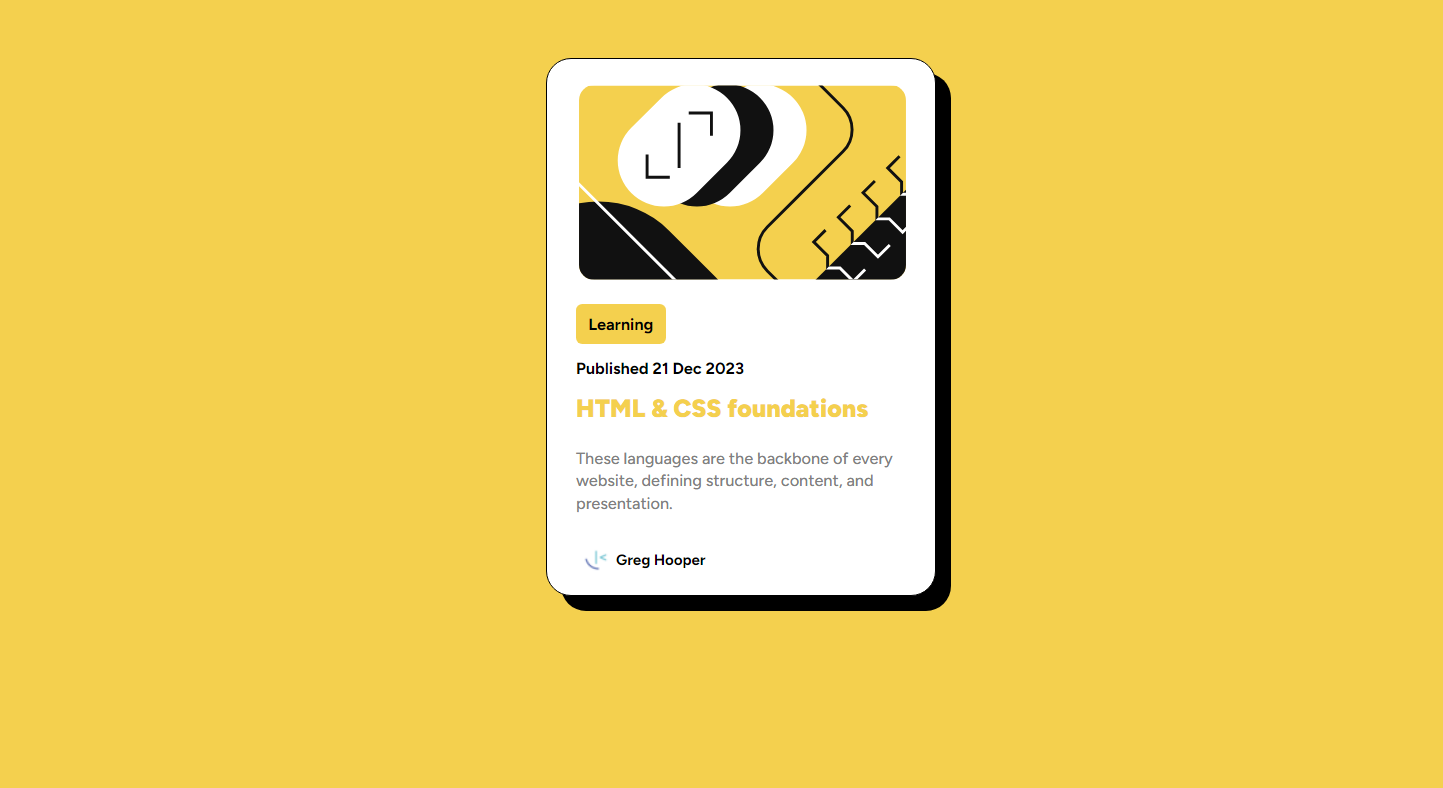 Learning
Published 21 Dec 2023
HTML & CSS foundations
These languages are the backbone of every
website, defining structure, content, and
presentation.
Greg Hooper